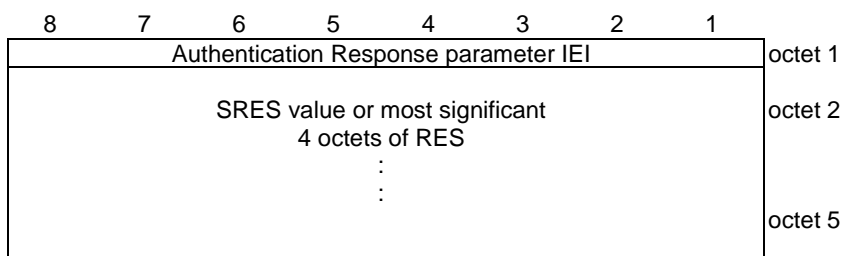 8 7 6 5 4 3 2 1
Authentication Response parameter IEI octet 1
SRES value or most significant octet 2
4 octets of RES
:
:
octet 5